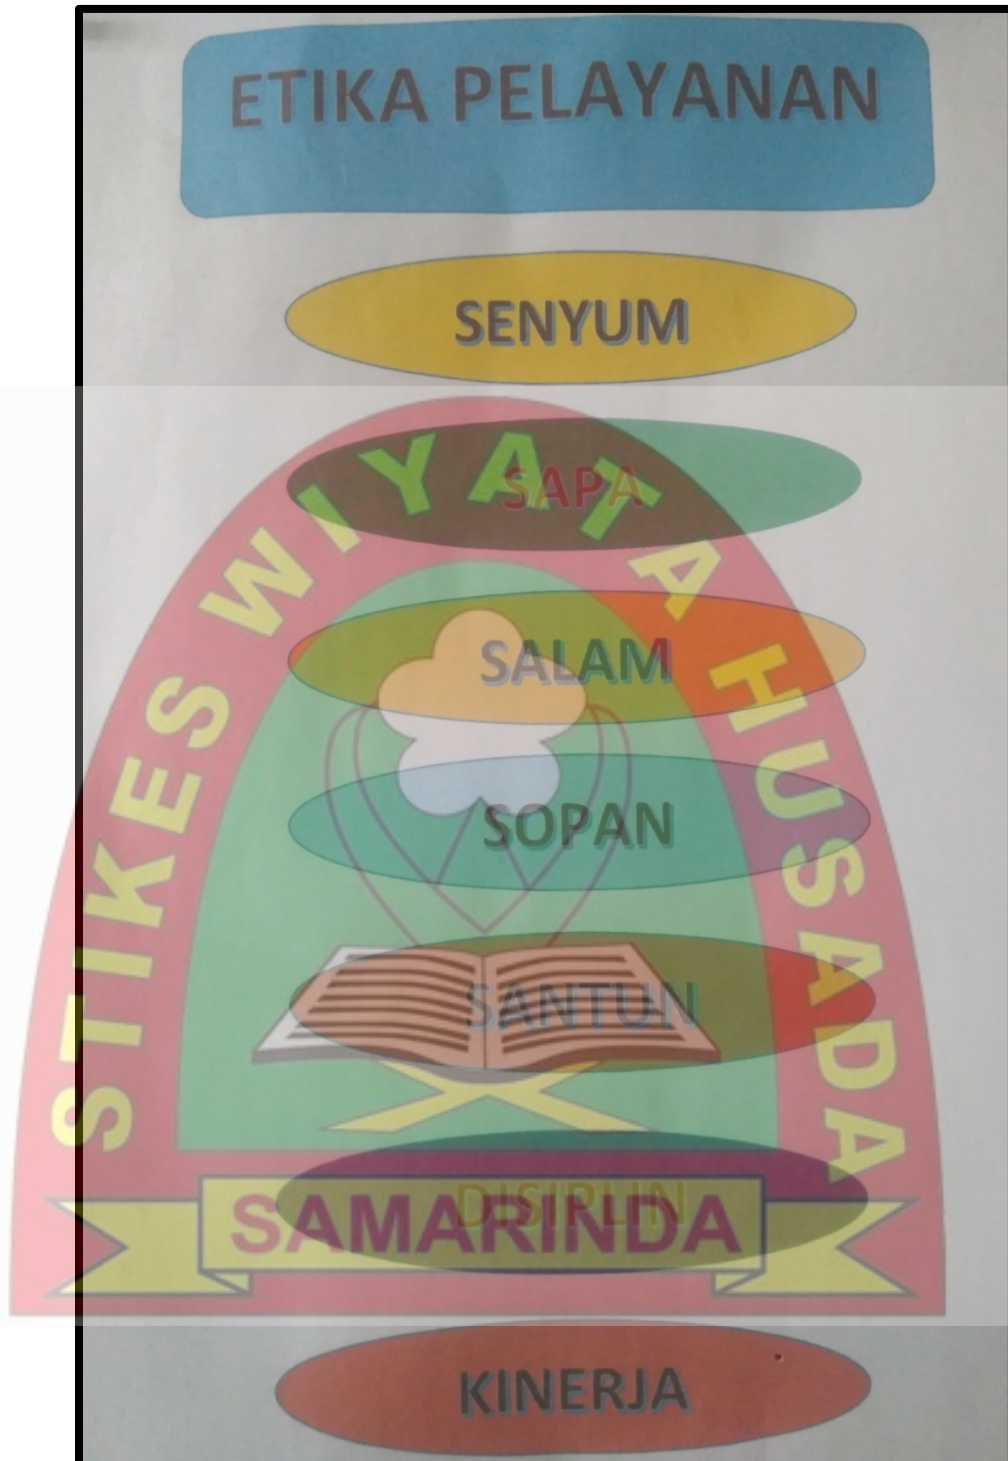 ETIKA PELAYANAN
SENYUM
SAPA
SALAM
SOPAN
SANTUN
DISIPLIN
KINERJA
STIKES WIYATA HUSADA
SAMARINDA